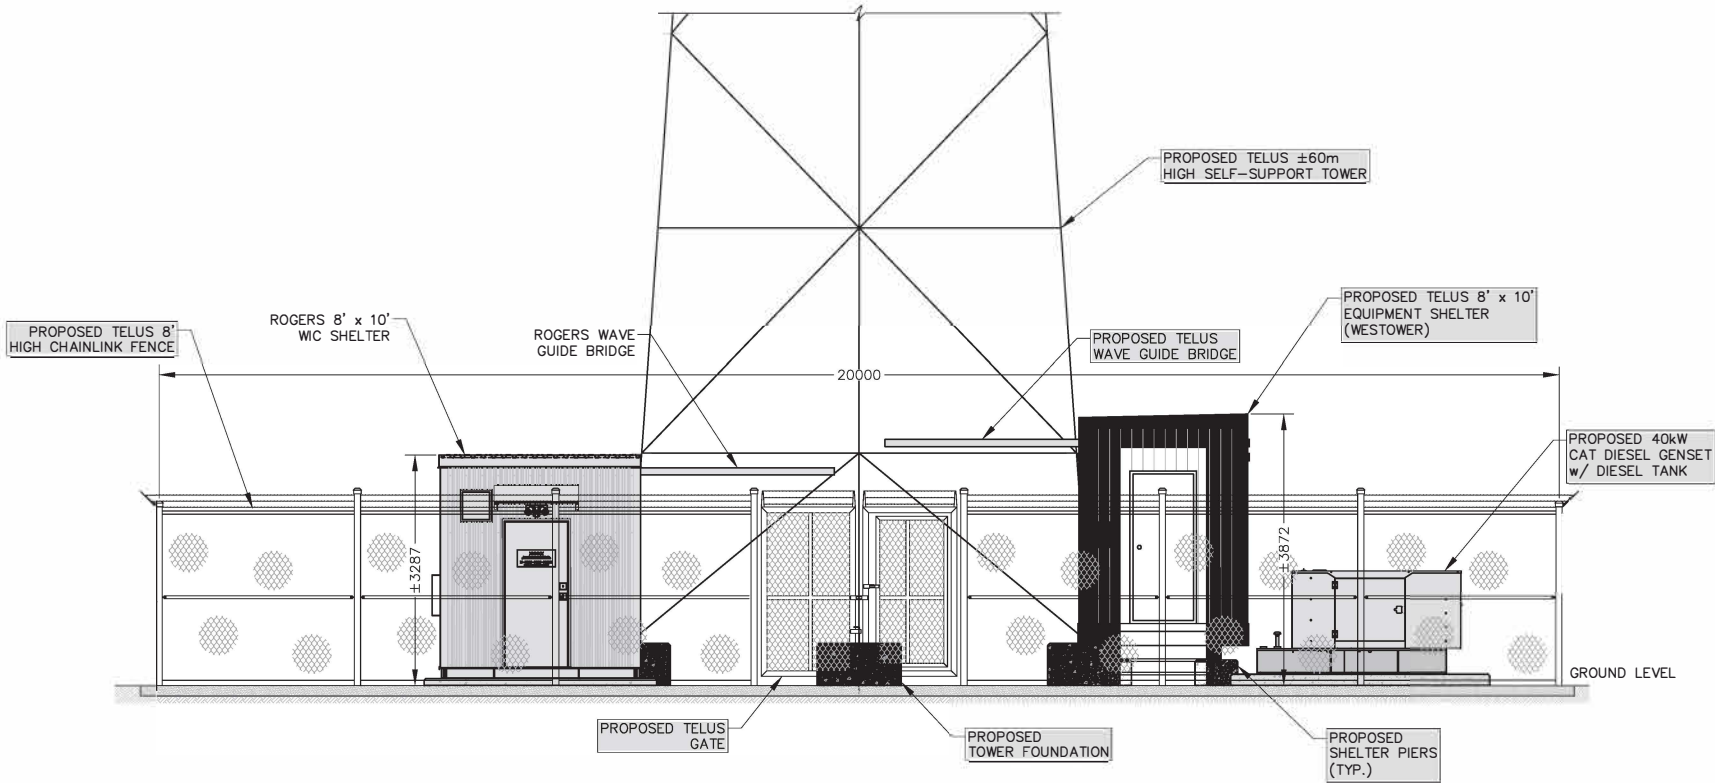 PROPOSED TELUS ±60m
HIGH SELF-SUPPORT TOWER
PROPOSED TELUS 8' x 10'
EQUIPMENT SHELTER
(WESTOWER)
ROGERS 8' x 10'
WIC SHELTER
PROPOSED TELUS 8'
HIGH CHAINLINK FENCE
ROGERS WAVE
GUIDE BRIDGE
PROPOSED TELUS
WAVE GUIDE BRIDGE
20000
PROPOSED 40kW
CAT DIESEL GENSET
w/ DIESEL TANK
±3287
±3872
GROUND LEVEL
PROPOSED TELUS
GATE
PROPOSED
TOWER FOUNDATION
PROPOSED
SHELTER PIERS
(TYP.)